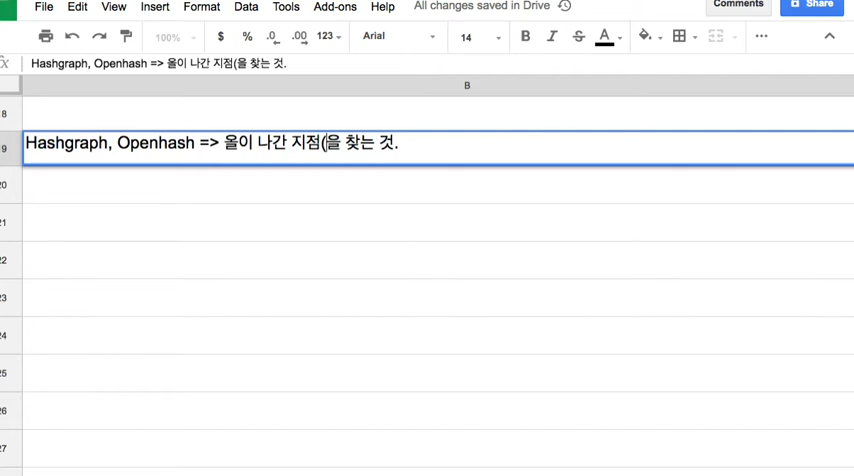 File Edit View Insert Format Data Tools Add-ons Help All changes saved in Drive Comments Share
100% $ % .0 .00 123 Arial 14 B I S A
fx Hashgraph, Openhash => 올이 나간 지점(을 찾는 것.
B
8
9 Hashgraph, Openhash => 올이 나간 지점(을 찾는 것.
20
21
22
23
24
25
26
27